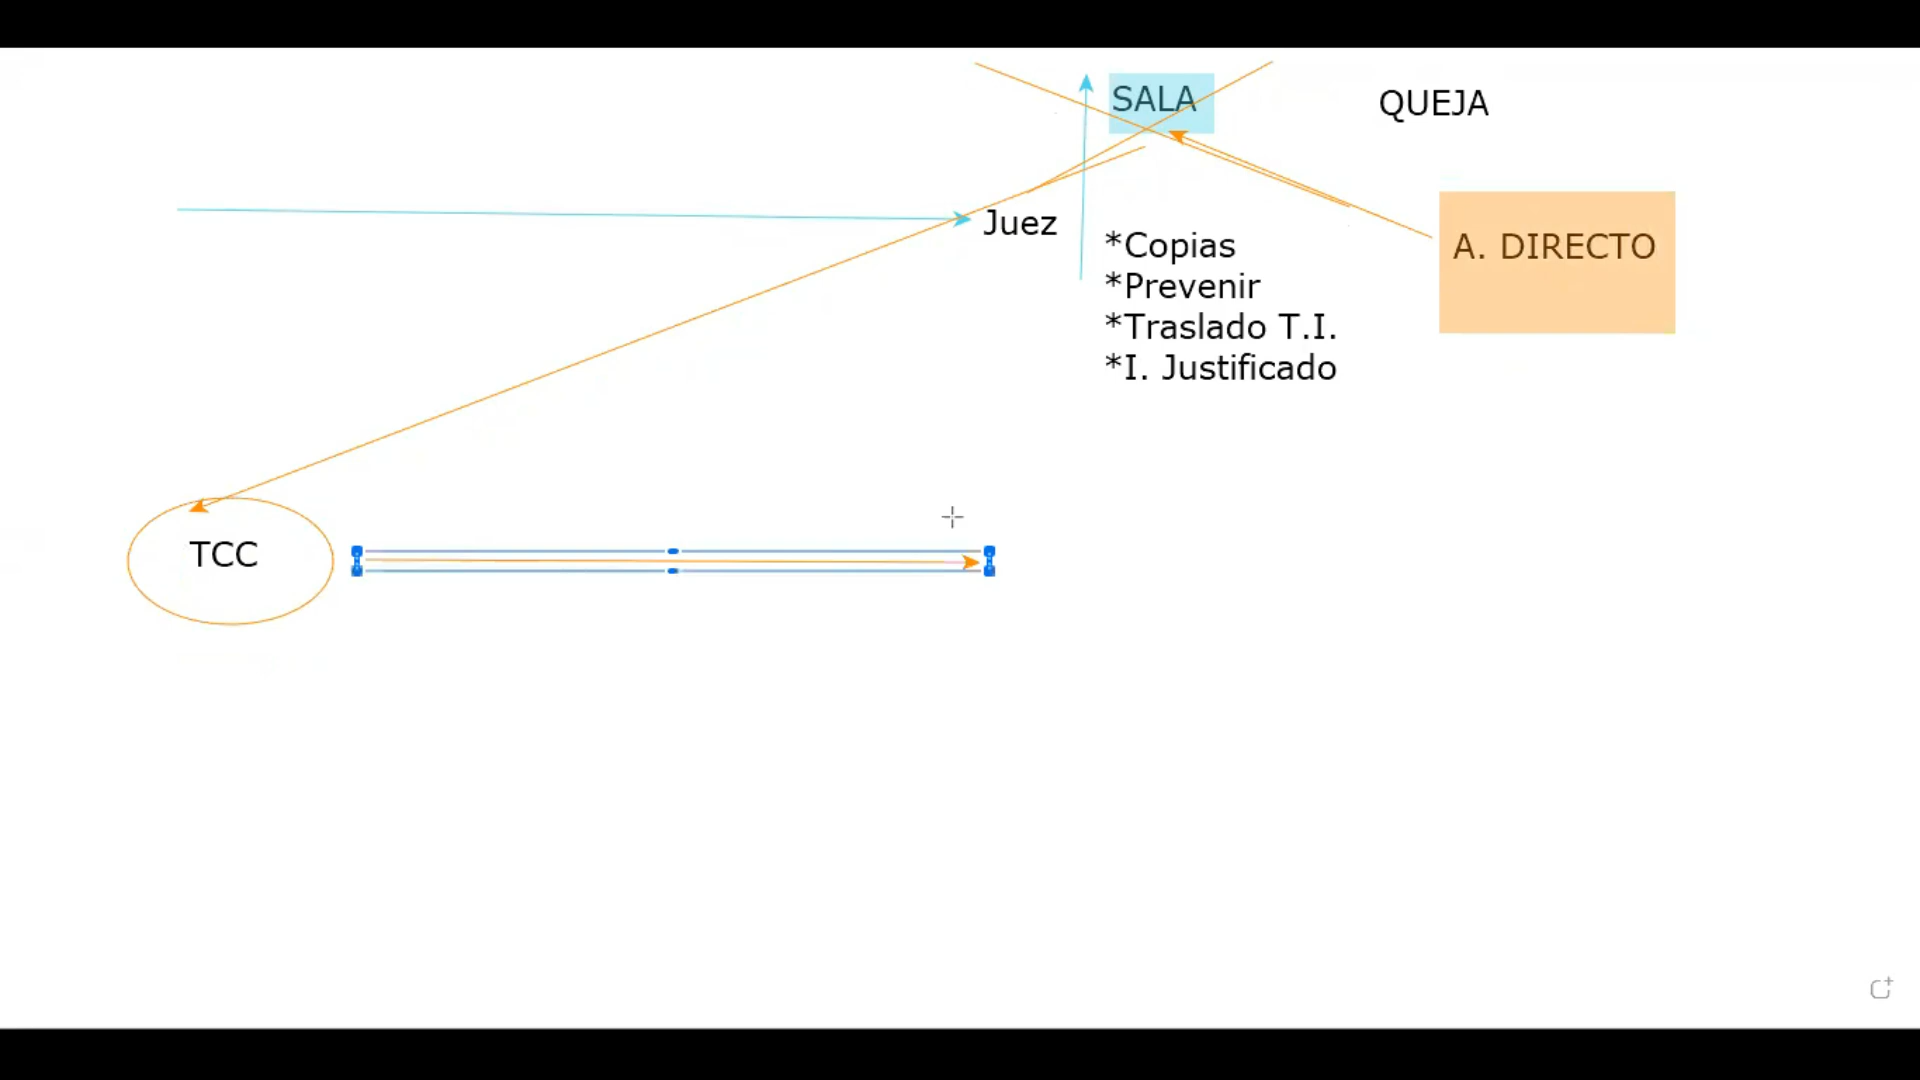 SALA
QUEJA
Juez
A. DIRECTO
*Copias
*Prevenir
*Traslado T.I.
*I. Justificado
TCC